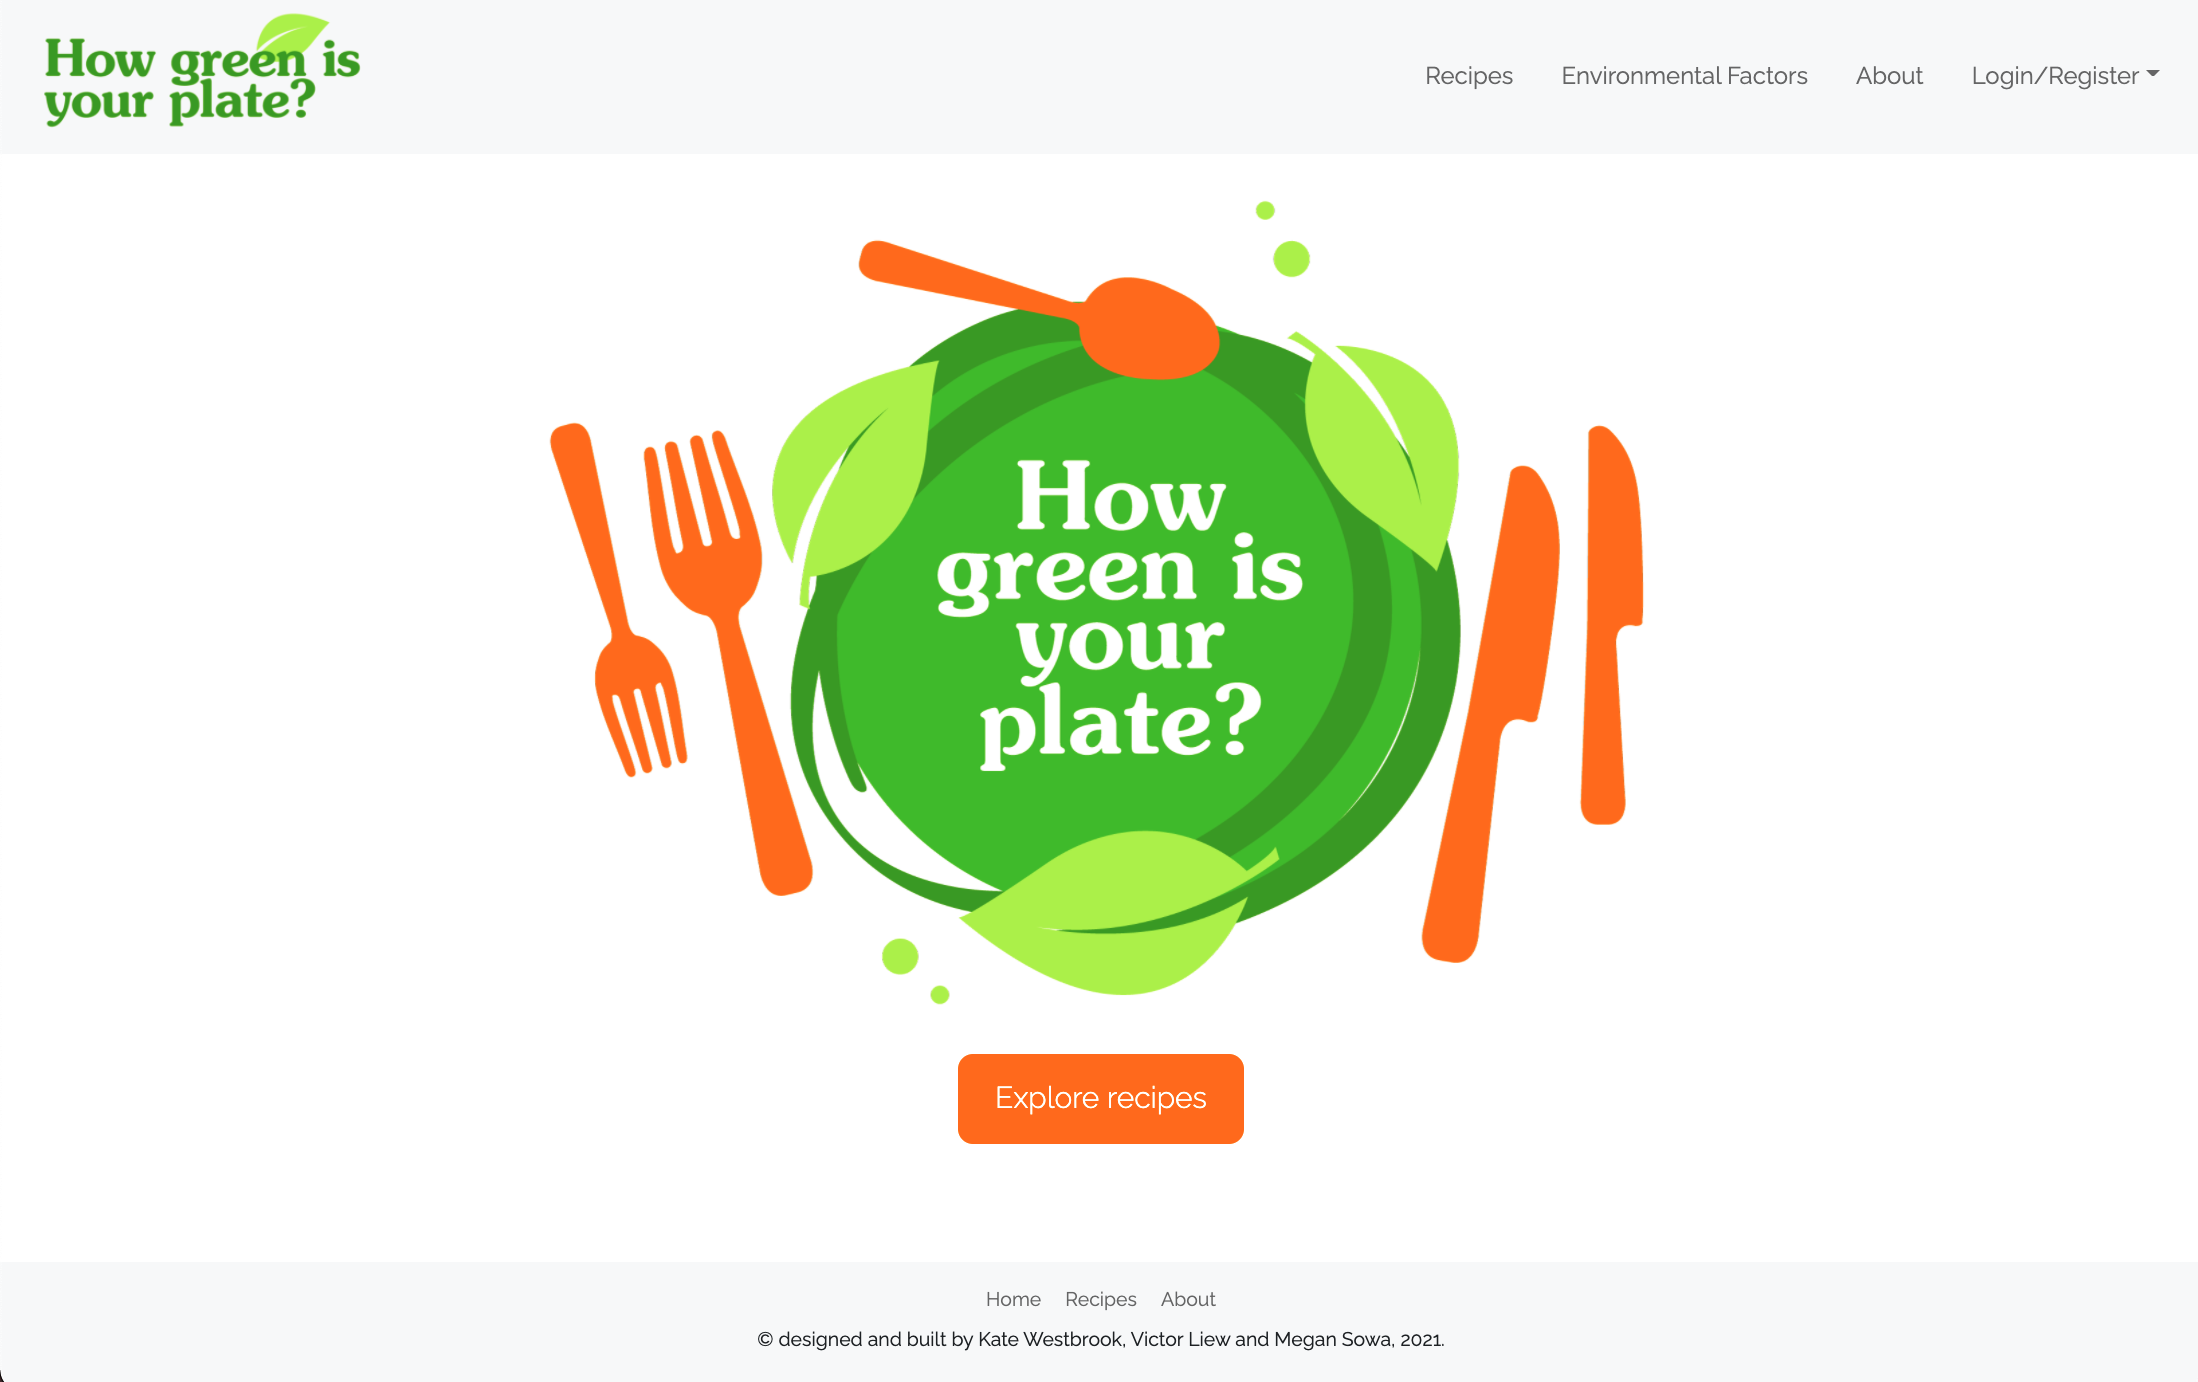 How green is
your plate?
Recipes
Environmental Factors
About
Login/Register
How
green is
your
plate?
Explore recipes
Home
Recipes
About
© designed and built by Kate Westbrook, Victor Liew and Megan Sowa, 2021.